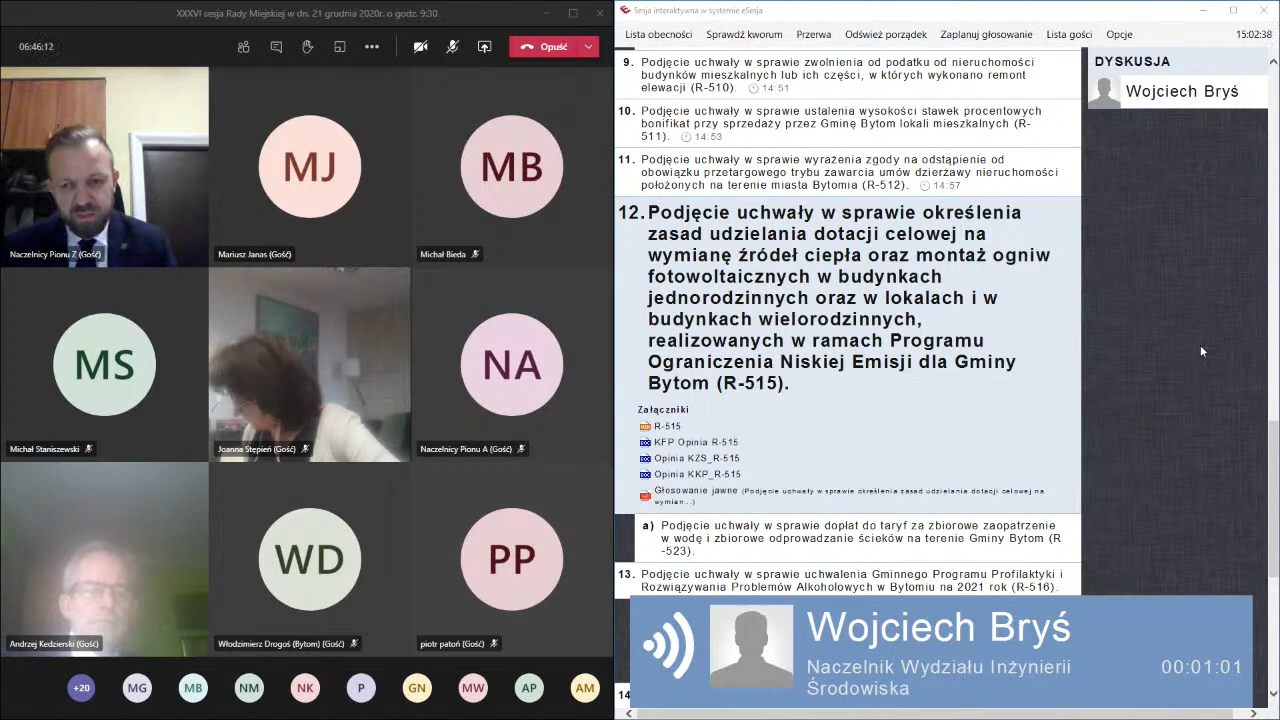 XXXVI sesja Rady Miejskiej w dn. 21 grudnia 2020r. o godz. 9:30
06:46:12
Opuść
Naczelnicy Pionu Z (Gość)
MJ
Mariusz Janas (Gość)
MB
Michał Bieda
MS
Michał Staniszewski
Joanna Stępień (Gość)
NA
Naczelnicy Pionu A (Gość)
Andrzej Kedzierski (Gość)
WD
Włodzimierz Drogoś (Bytom) (Gość)
PP
piotr patoń (Gość)
+20
MG
MB
NM
NK
P
GN
MW
AP
AM
Sesja interaktywna w systemie eSesja
Lista obecności
Sprawdź kworum
Przerwa
Odśwież porządek
Zaplanuj głosowanie
Lista gości
Opcje
15:02:38
9. Podjęcie uchwały w sprawie zwolnienia od podatku od nieruchomości
budynków mieszkalnych lub ich części, w których wykonano remont
elewacji (R-510). 14:51
10. Podjęcie uchwały w sprawie ustalenia wysokości stawek procentowych
bonifikat przy sprzedaży przez Gminę Bytom lokali mieszkalnych (R-
511). 14:53
11. Podjęcie uchwały w sprawie wyrażenia zgody na odstąpienie od
obowiązku przetargowego trybu zawarcia umów dzierżawy nieruchomości
położonych na terenie miasta Bytomia (R-512). 14:57
12. Podjęcie uchwały w sprawie określenia
zasad udzielania dotacji celowej na
wymianę źródeł ciepła oraz montaż ogniw
fotowoltaicznych w budynkach
jednorodzinnych oraz w lokalach i w
budynkach wielorodzinnych,
realizowanych w ramach Programu
Ograniczenia Niskiej Emisji dla Gminy
Bytom (R-515).
Załączniki
R-515
KFP Opinia R-515
Opinia KZS_R-515
Opinia KKP_R-515
Głosowanie jawne (Podjęcie uchwały w sprawie określenia zasad udzielania dotacji celowej na
wymian...)
a) Podjęcie uchwały w sprawie dopłat do taryf za zbiorowe zaopatrzenie
w wodę i zbiorowe odprowadzanie ścieków na terenie Gminy Bytom (R
-523).
13. Podjęcie uchwały w sprawie uchwalenia Gminnego Programu Profilaktyki i
Rozwiązywania Problemów Alkoholowych w Bytomiu na 2021 rok (R-516).
14
DYSKUSJA
Wojciech Bryś
Wojciech Bryś
Naczelnik Wydziału Inżynierii
Środowiska
00:01:01